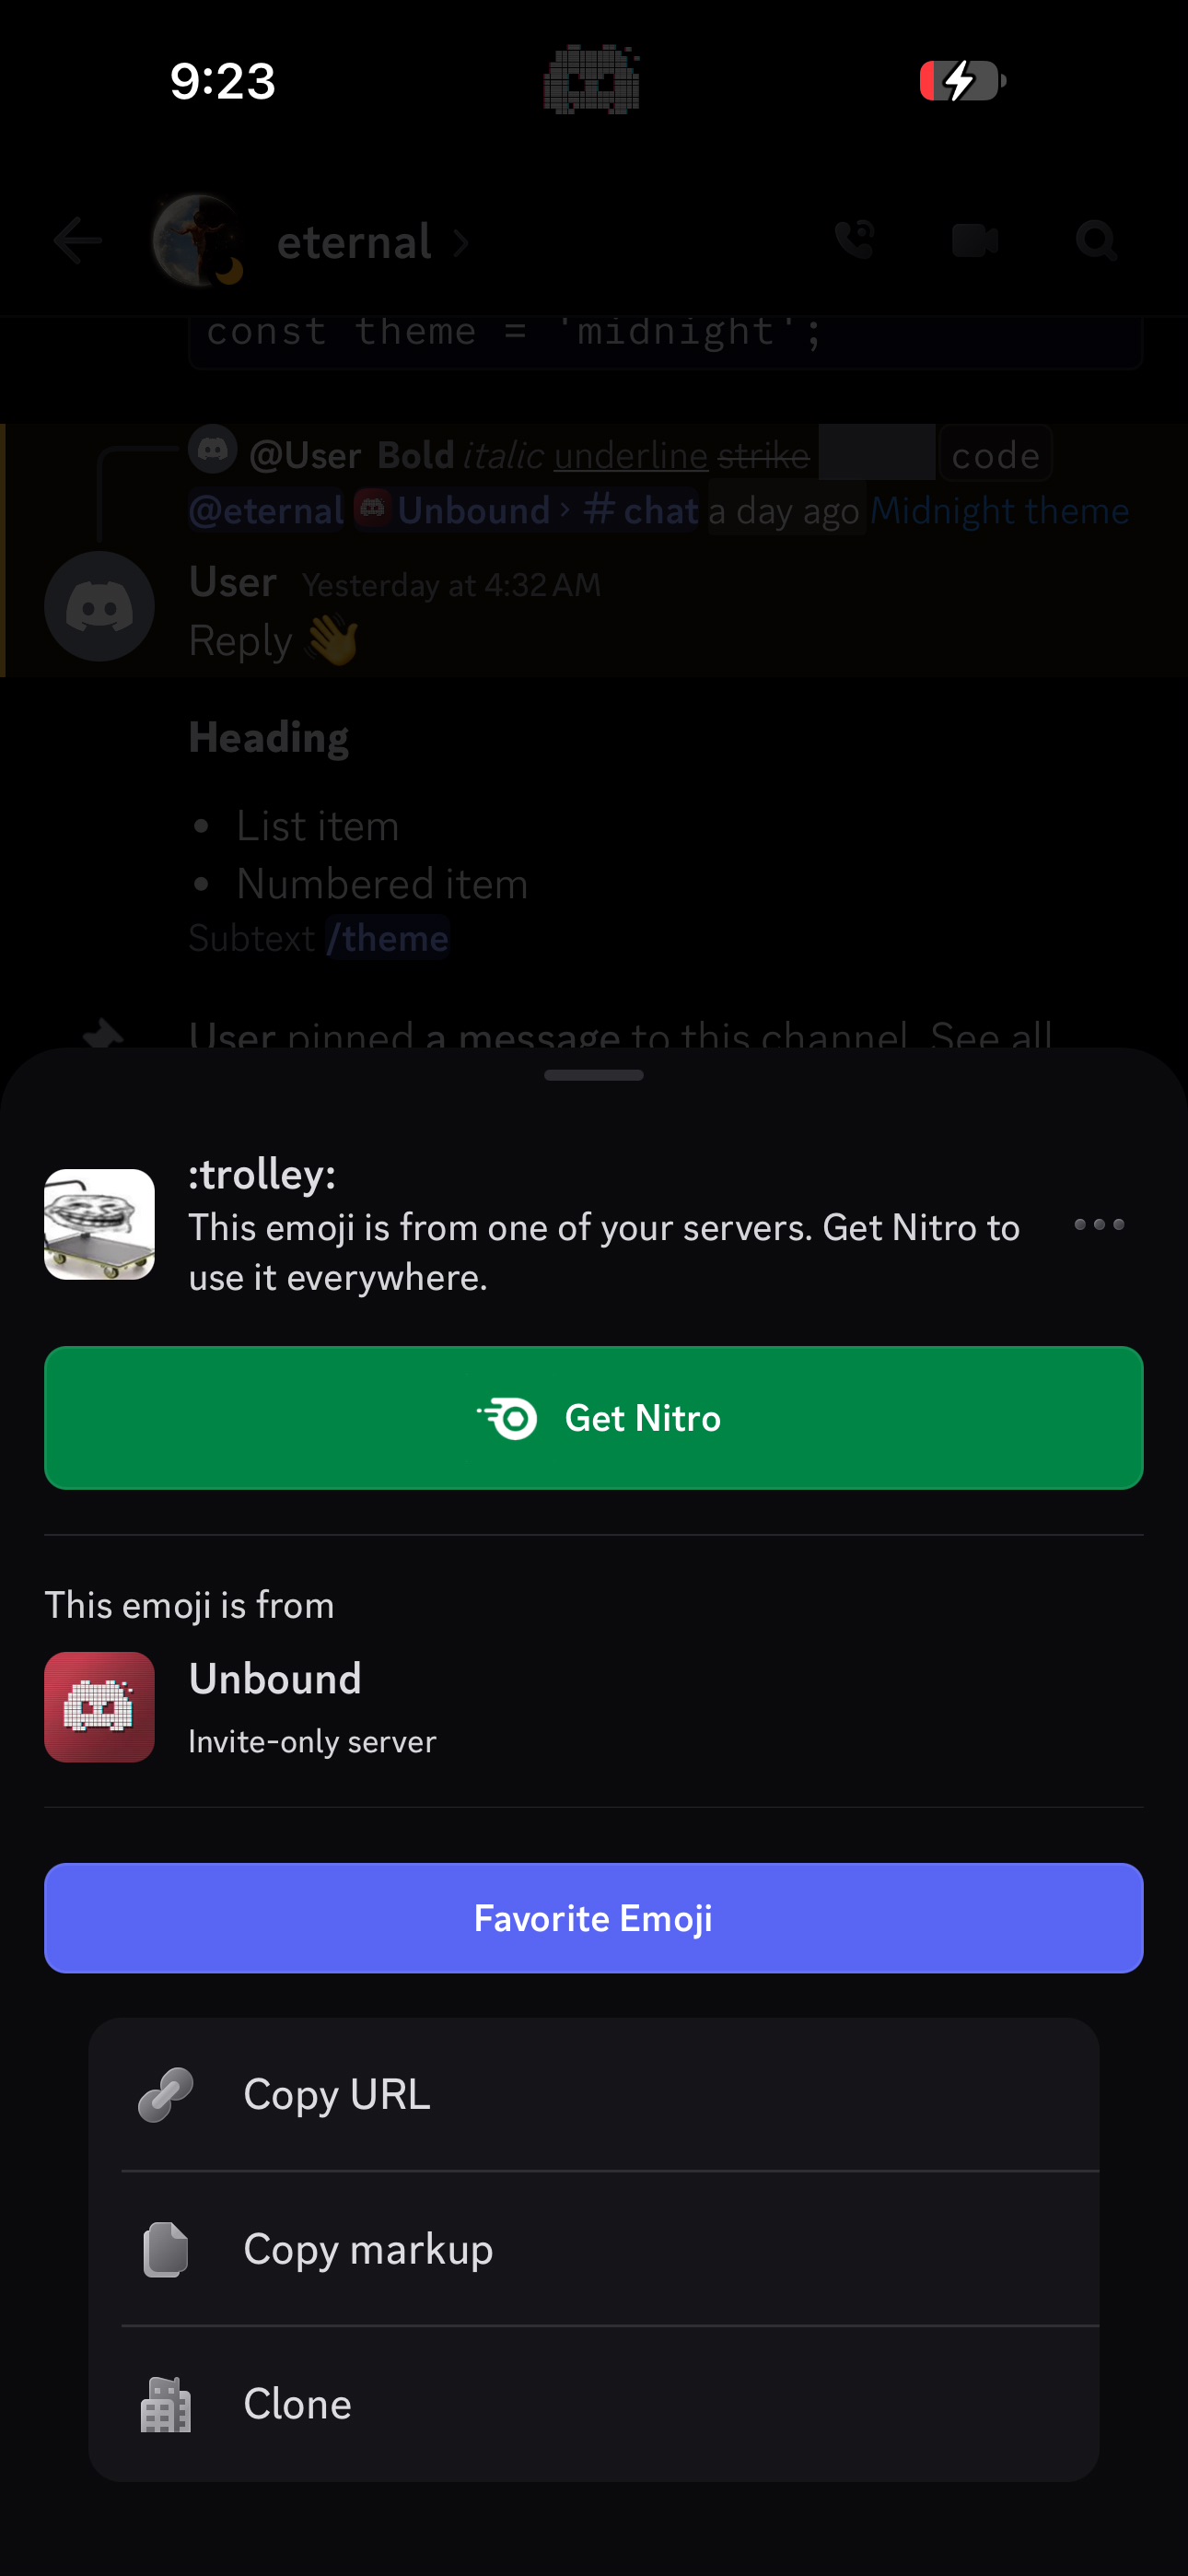 9:23
eternal
const theme = 'midnight';
@User Bold italic underline strike code
@eternal Unbound › # chat a day ago Midnight theme
User Yesterday at 4:32 AM
Reply 👋
Heading
• List item
• Numbered item
Subtext /theme
User pinned a message to this channel. See all
:trolley:
This emoji is from one of your servers. Get Nitro to
use it everywhere.
Get Nitro
This emoji is from
Unbound
Invite-only server
Favorite Emoji
Copy URL
Copy markup
Clone